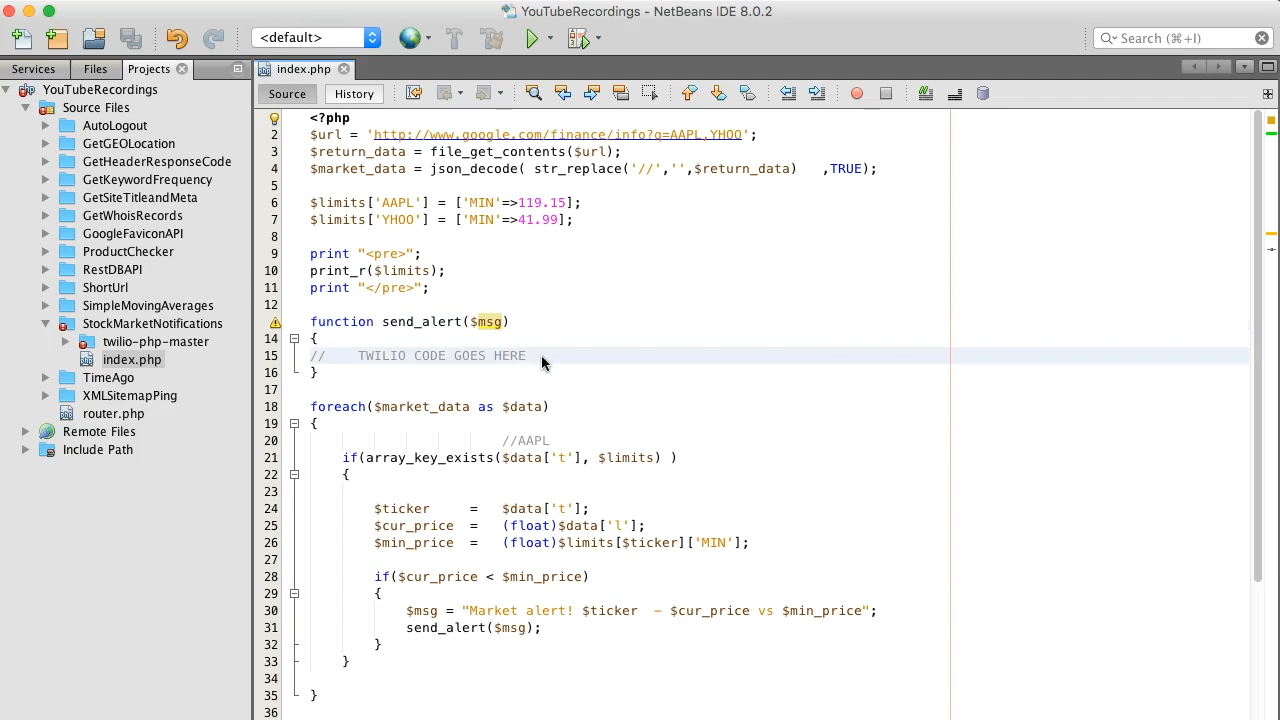 YouTubeRecordings - NetBeans IDE 8.0.2
<default>
Search (⌘+I)
Services
Files
Projects
index.php
Source
History
YouTubeRecordings
Source Files
AutoLogout
GetGEOLocation
GetHeaderResponseCode
GetKeywordFrequency
GetSiteTitleandMeta
GetWhoisRecords
GoogleFaviconAPI
ProductChecker
RestDBAPI
ShortUrl
SimpleMovingAverages
StockMarketNotifications
twilio-php-master
index.php
TimeAgo
XMLSitemapPing
router.php
Remote Files
Include Path
<?php
2 $url = 'http://www.google.com/finance/info?q=AAPL,YHOO';
3 $return_data = file_get_contents($url);
4 $market_data = json_decode( str_replace('//','',$return_data)   ,TRUE);
5
6 $limits['AAPL'] = ['MIN'=>119.15];
7 $limits['YHOO'] = ['MIN'=>41.99];
8
9 print "<pre>";
10 print_r($limits);
11 print "</pre>";
12
function send_alert($msg)
14 {
15 //    TWILIO CODE GOES HERE
16 }
17
18 foreach($market_data as $data)
19 {
20 //AAPL
21 if(array_key_exists($data['t'], $limits) )
22 {
23
24 $ticker     =   $data['t'];
25 $cur_price  =   (float)$data['l'];
26 $min_price  =   (float)$limits[$ticker]['MIN'];
27
28 if($cur_price < $min_price)
29 {
30 $msg = "Market alert! $ticker  - $cur_price vs $min_price";
31 send_alert($msg);
32 }
33 }
34
35 }
36